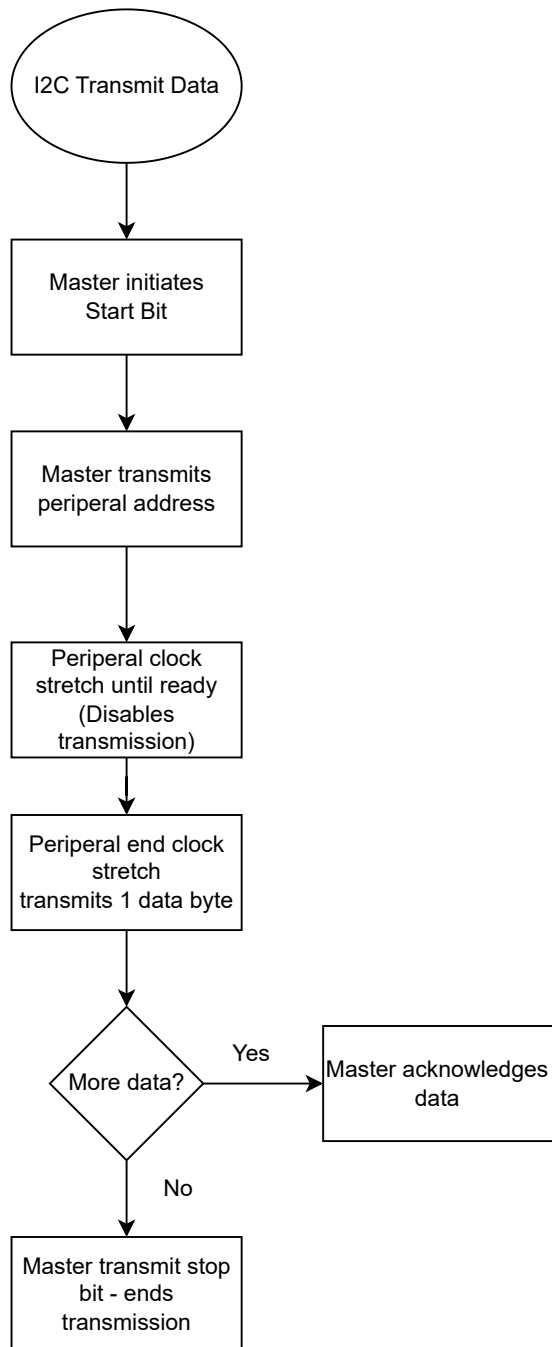 I2C Transmit Data
Master initiates
Start Bit
Master transmits
periperal address
Periperal clock
stretch until ready
(Disables
transmission)
Periperal end clock
stretch
transmits 1 data byte
More data?
Yes
Master acknowledges
data
No
Master transmit stop
bit - ends
transmission